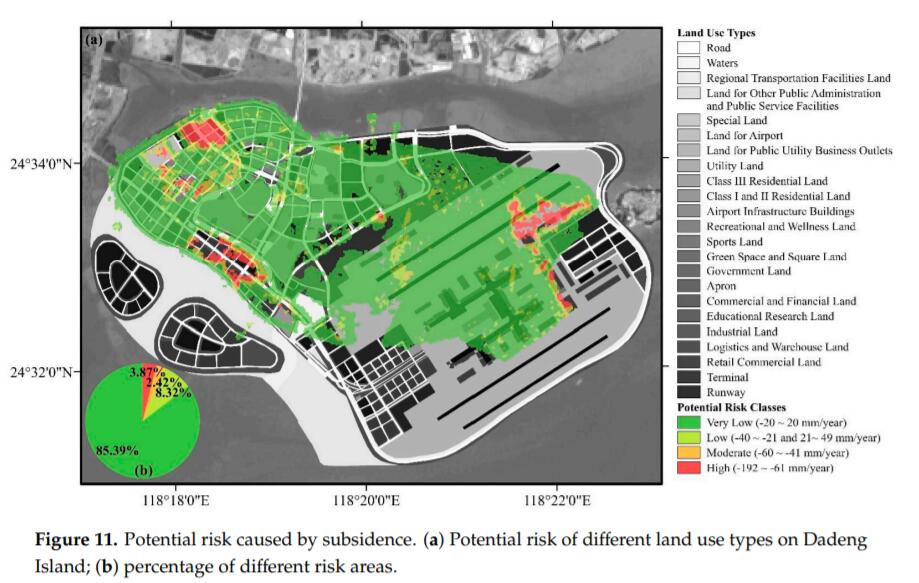 (a)
24°34'0"N
24°32'0"N
3.87%
2.42%
8.32%
85.39%
(b)
118°18'0"E
118°20'0"E
118°22'0"E
Land Use Types
Road
Waters
Regional Transportation Facilities Land
Land for Other Public Administration
and Public Service Facilities
Special Land
Land for Airport
Land for Public Utility Business Outlets
Utility Land
Class III Residential Land
Class I and II Residential Land
Airport Infrastructure Buildings
Recreational and Wellness Land
Sports Land
Green Space and Square Land
Government Land
Apron
Commercial and Financial Land
Educational Research Land
Industrial Land
Logistics and Warehouse Land
Retail Commercial Land
Terminal
Runway
Potential Risk Classes
Very Low (-20 ~ 20 mm/year)
Low (-40 ~ -21 and 21~ 49 mm/year)
Moderate (-60 ~ -41 mm/year)
High (-192 ~ -61 mm/year)
Figure 11. Potential risk caused by subsidence. (a) Potential risk of different land use types on Dadeng
Island; (b) percentage of different risk areas.